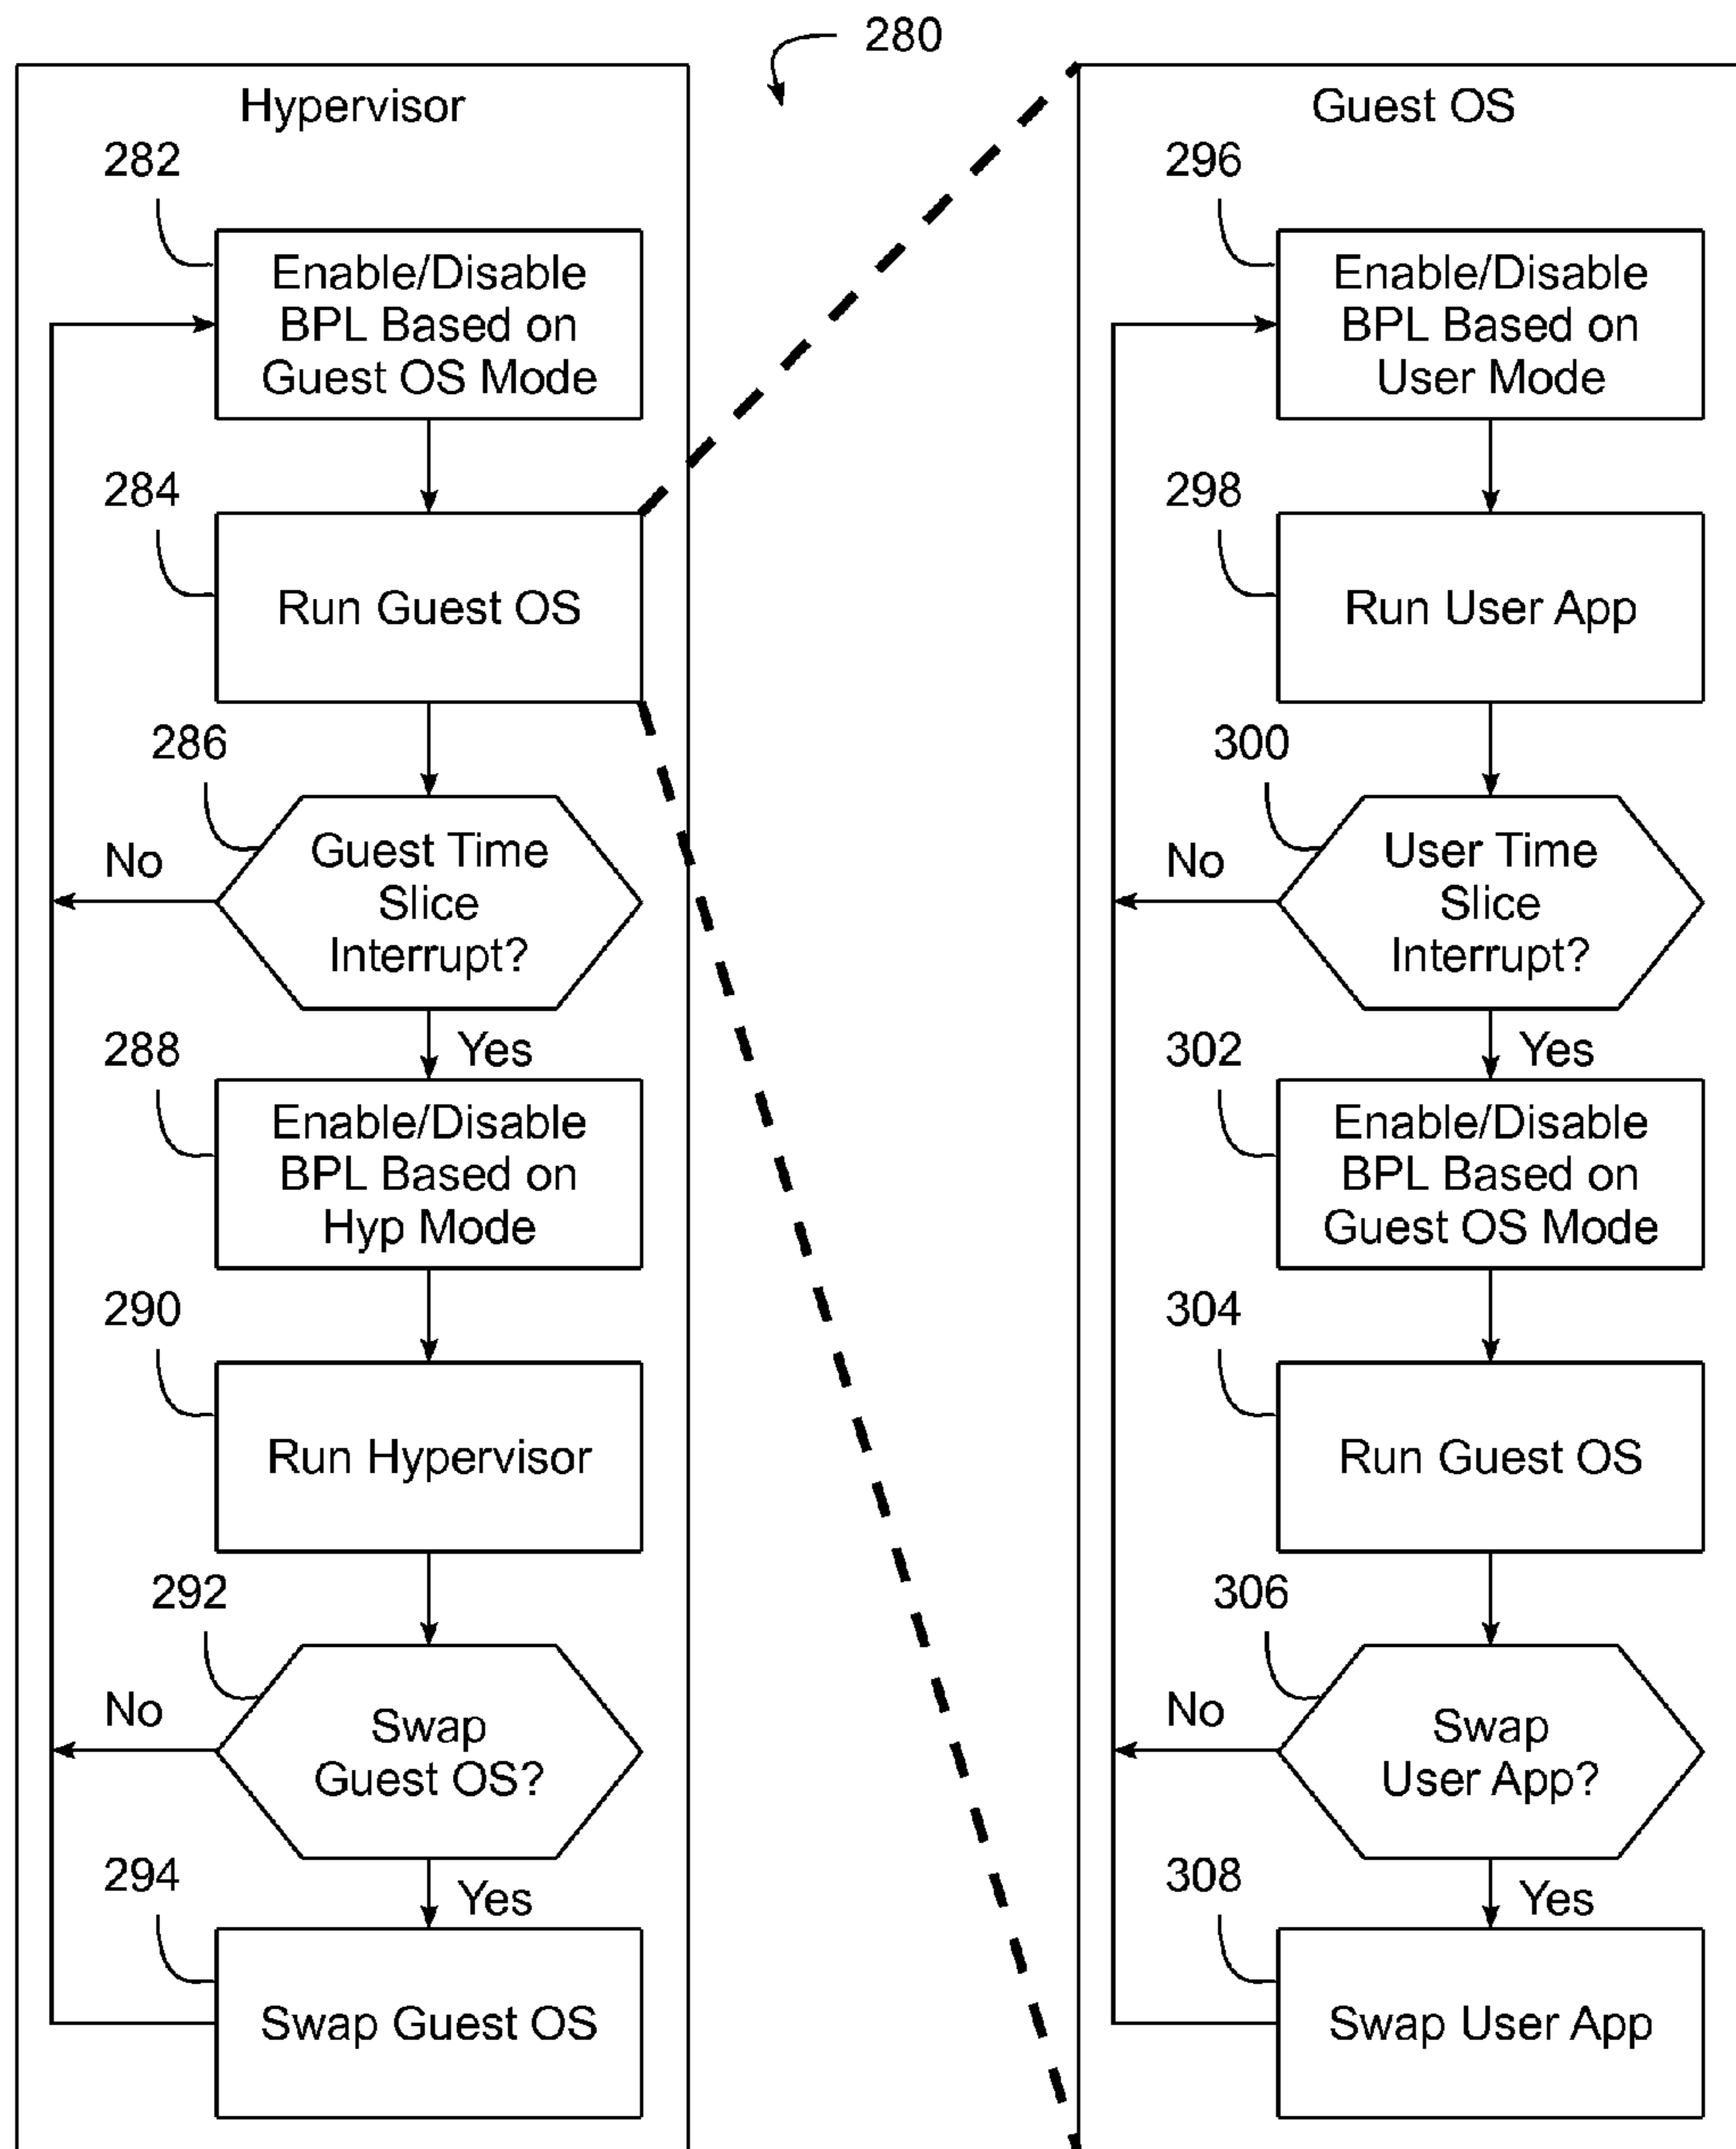 280
Hypervisor
282
Enable/Disable
BPL Based on
Guest OS Mode
284
Run Guest OS
286
Guest Time
Slice
Interrupt?
No
Yes
288
Enable/Disable
BPL Based on
Hyp Mode
290
Run Hypervisor
292
Swap
Guest OS?
No
Yes
294
Swap Guest OS
Guest OS
296
Enable/Disable
BPL Based on
User Mode
298
Run User App
300
User Time
Slice
Interrupt?
No
Yes
302
Enable/Disable
BPL Based on
Guest OS Mode
304
Run Guest OS
306
Swap
User App?
No
Yes
308
Swap User App